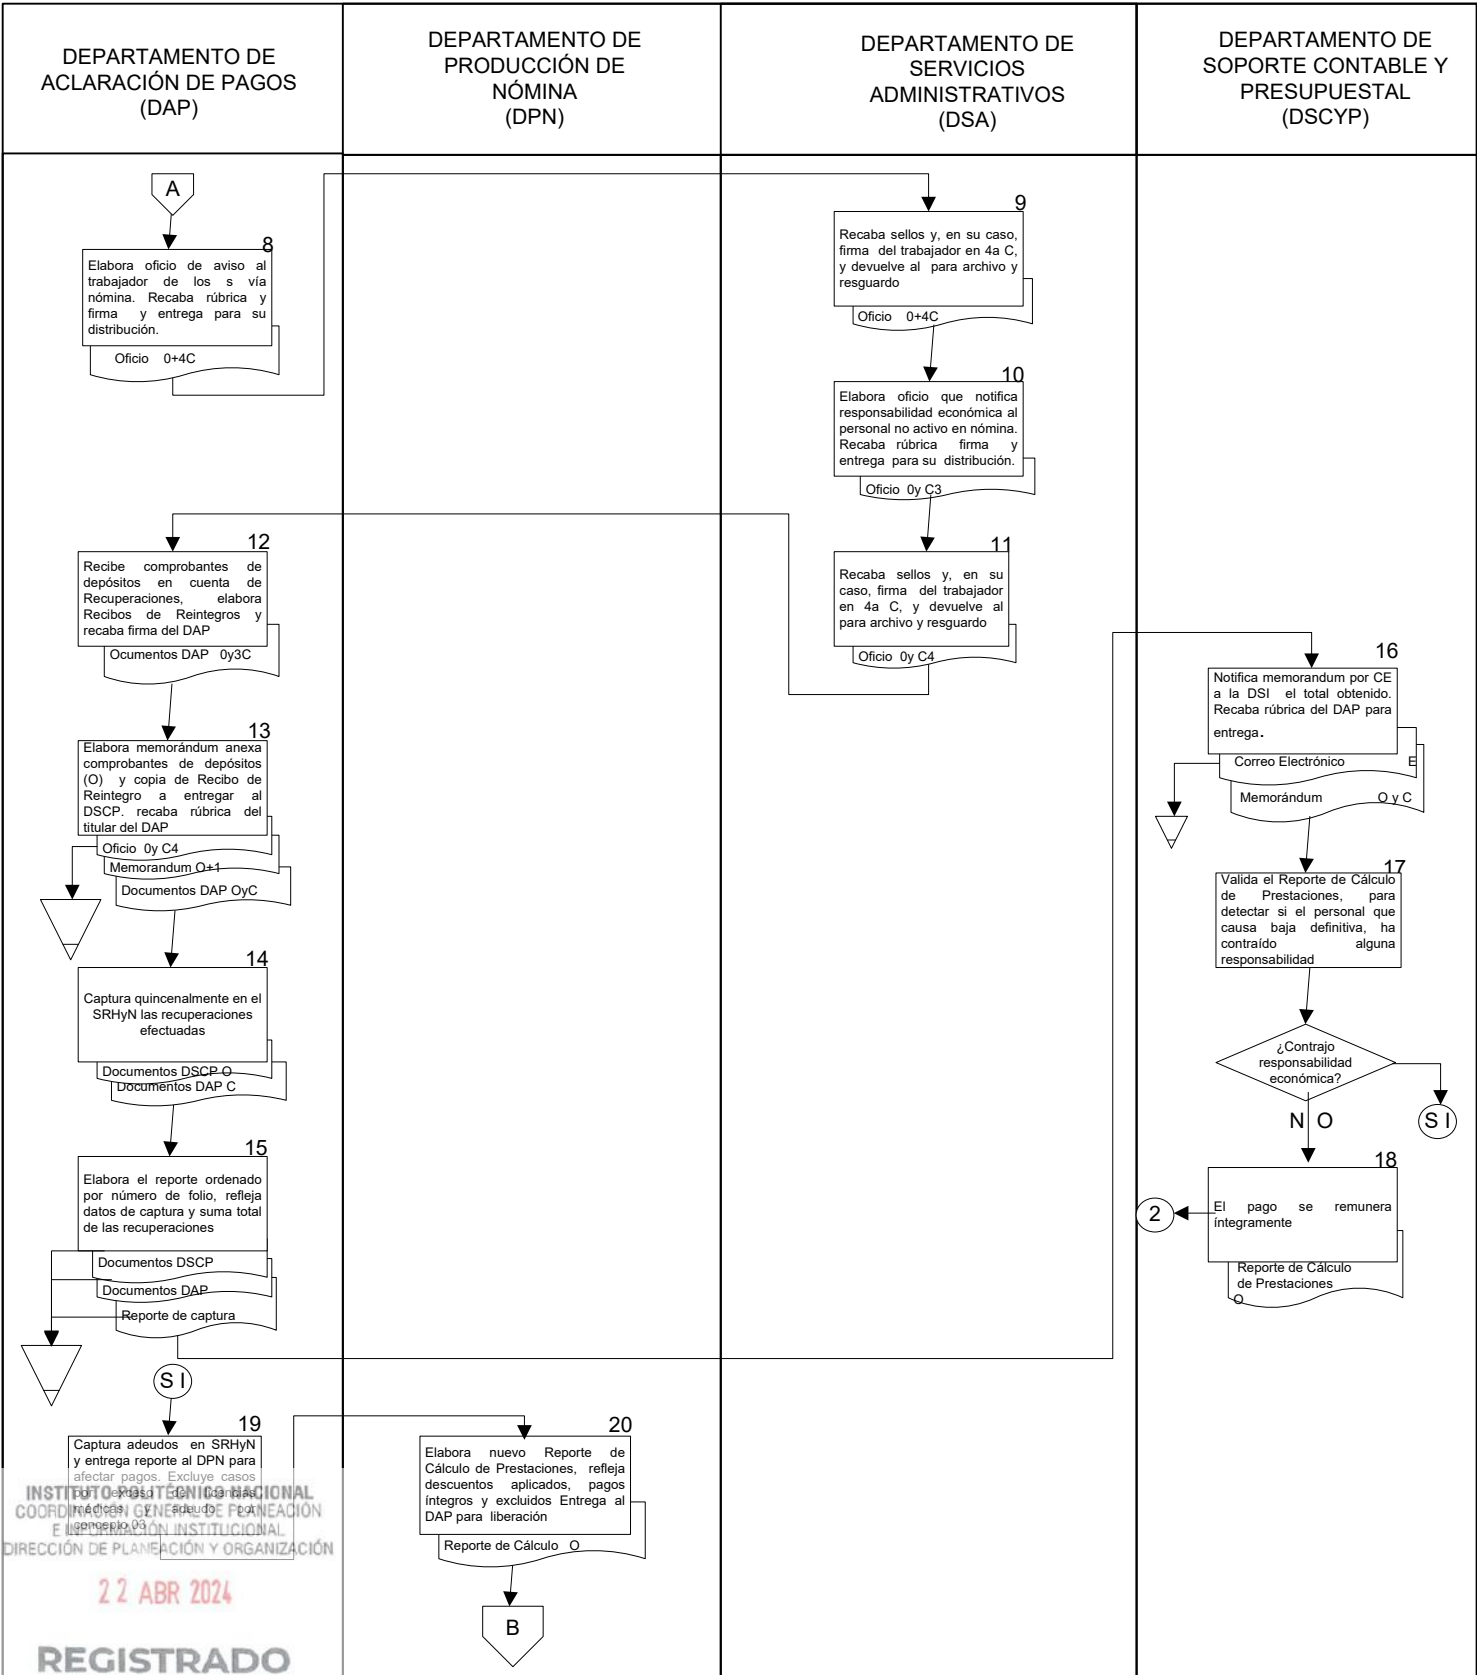 DEPARTAMENTO DE
ACLARACIÓN DE PAGOS
(DAP)
DEPARTAMENTO DE
PRODUCCIÓN DE
NÓMINA
(DPN)
DEPARTAMENTO DE
SERVICIOS
ADMINISTRATIVOS
(DSA)
DEPARTAMENTO DE
SOPORTE CONTABLE Y
PRESUPUESTAL
(DSCYP)
A
8
Elabora oficio de aviso al
trabajador de los s vía
nómina. Recaba rúbrica y
firma y entrega para su
distribución.
Oficio 0+4C
9
Recaba sellos y, en su caso,
firma del trabajador en 4a C,
y devuelve al para archivo y
resguardo
Oficio 0+4C
10
Elabora oficio que notifica
responsabilidad económica al
personal no activo en nómina.
Recaba rúbrica firma y
entrega para su distribución.
Oficio 0y C3
11
Recaba sellos y, en su
caso, firma del trabajador
en 4a C, y devuelve al
para archivo y resguardo
Oficio 0y C4
12
Recibe comprobantes de
depósitos en cuenta de
Recuperaciones, elabora
Recibos de Reintegros y
recaba firma del DAP
Ocumentos DAP 0y3C
13
Elabora memorándum anexa
comprobantes de depósitos
(O) y copia de Recibo de
Reintegro a entregar al
DSCP. recaba rúbrica del
titular del DAP
Oficio 0y C4
Memorandum O+1
Documentos DAP OyC
14
Captura quincenalmente en el
SRHyN las recuperaciones
efectuadas
Documentos DSCP O
Documentos DAP C
15
Elabora el reporte ordenado
por número de folio, refleja
datos de captura y suma total
de las recuperaciones
Documentos DSCP
Documentos DAP
Reporte de captura
16
Notifica memorandum por CE
a la DSI el total obtenido.
Recaba rúbrica del DAP para
entrega.
Correo Electrónico E
Memorándum O y C
17
Valida el Reporte de Cálculo
de Prestaciones, para
detectar si el personal que
causa baja definitiva, ha
contraído alguna
responsabilidad
¿Contrajo
responsabilidad
económica?
N O
S I
18
El pago se remunera
íntegramente
2
Reporte de Cálculo
de Prestaciones
O
S I
19
Captura adeudos en SRHyN
y entrega reporte al DPN para
afectar pagos. Excluye casos
por exceso de licencias
médicas y adeudo por
concepto 03
20
Elabora nuevo Reporte de
Cálculo de Prestaciones, refleja
descuentos aplicados, pagos
íntegros y excluidos Entrega al
DAP para liberación
Reporte de Cálculo O
B
INSTITUTO POLITÉCNICO NACIONAL
COORDINACIÓN GENERAL DE PLANEACIÓN
E INFORMACIÓN INSTITUCIONAL
DIRECCIÓN DE PLANEACIÓN Y ORGANIZACIÓN
22 ABR 2024
REGISTRADO